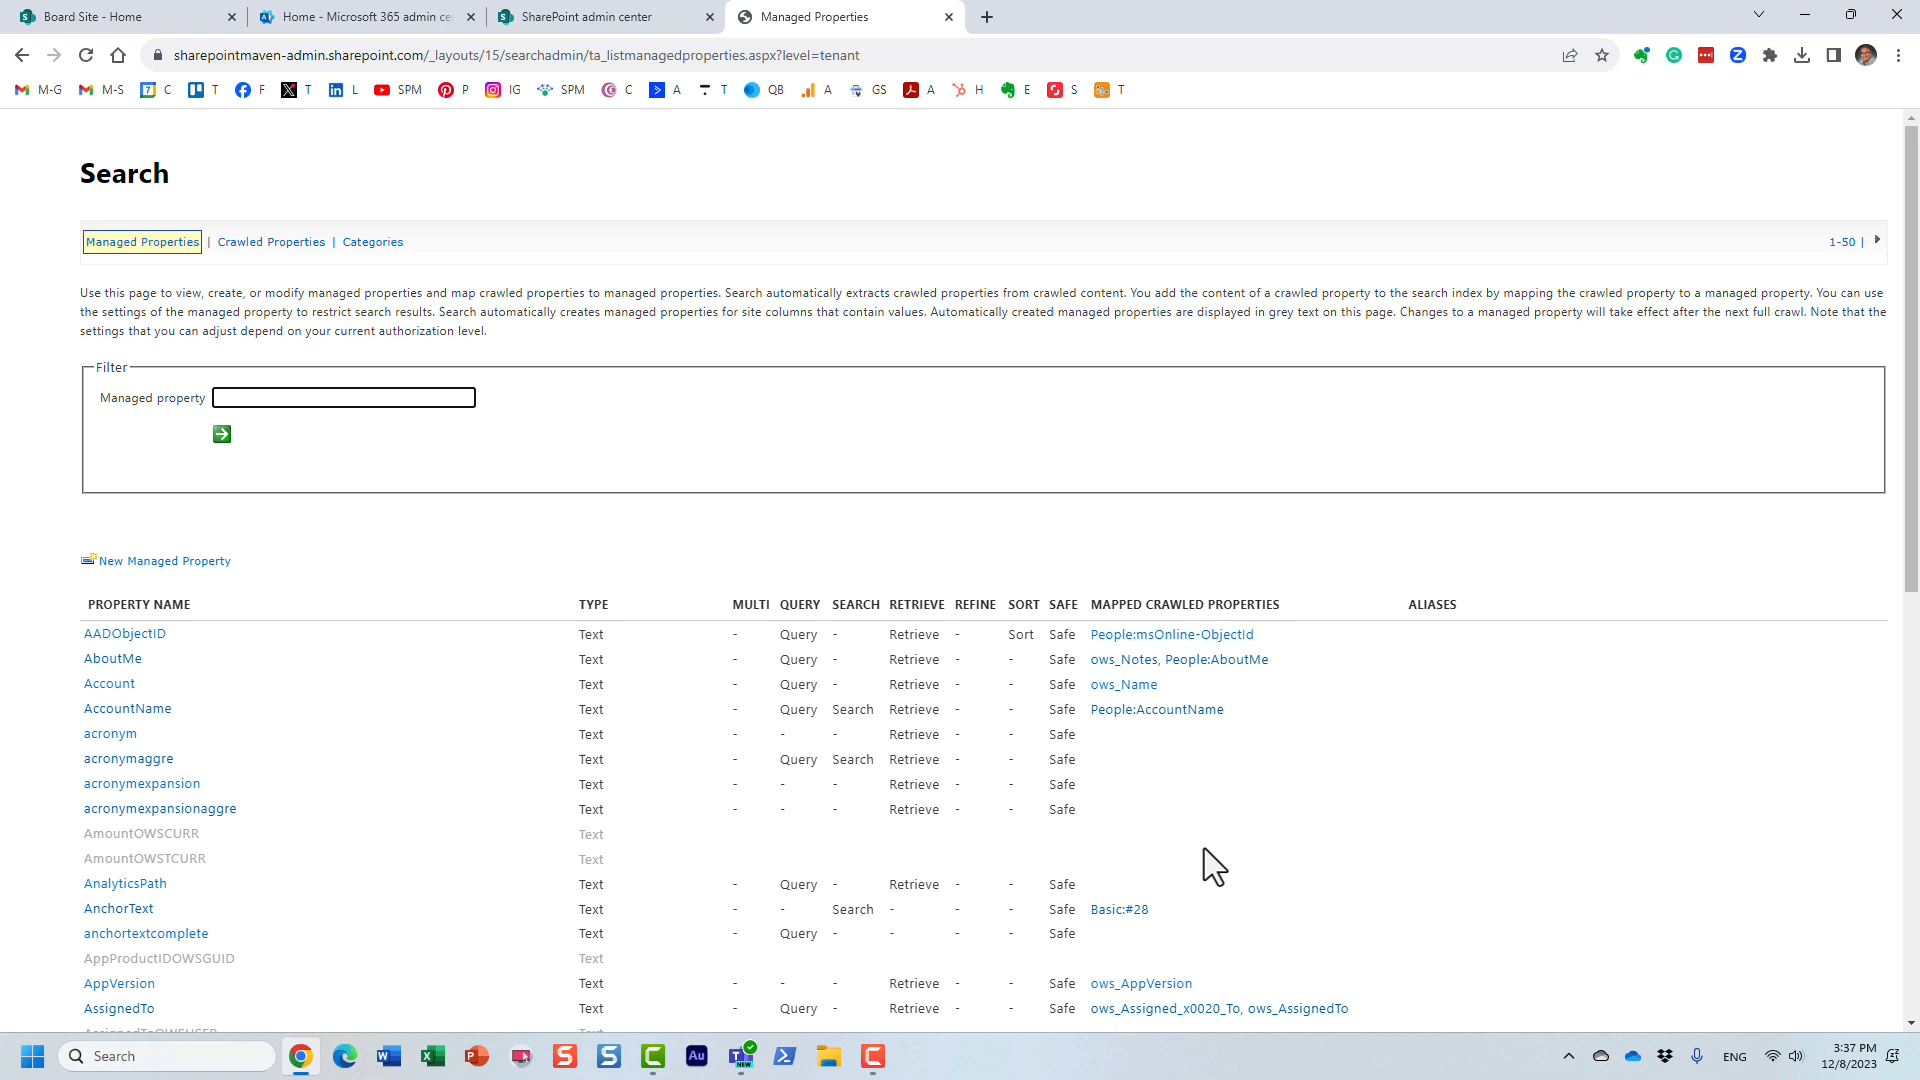 Board Site - Home
Home - Microsoft 365 admin ce
SharePoint admin center
Managed Properties
sharepointmaven-admin.sharepoint.com/_layouts/15/searchadmin/ta_listmanagedproperties.aspx?level=tenant
M-G M-S C T F T L SPM P IG SPM C A T QB A GS A H E S T
Search
Managed Properties | Crawled Properties | Categories
1-50 |
Use this page to view, create, or modify managed properties and map crawled properties to managed properties. Search automatically extracts crawled properties from crawled content. You add the content of a crawled property to the search index by mapping the crawled property to a managed property. You can use
the settings of the managed property to restrict search results. Search automatically creates managed properties for site columns that contain values. Automatically created managed properties are displayed in grey text on this page. Changes to a managed property will take effect after the next full crawl. Note that the
settings that you can adjust depend on your current authorization level.
Filter
Managed property
New Managed Property
PROPERTY NAME TYPE MULTI QUERY SEARCH RETRIEVE REFINE SORT SAFE MAPPED CRAWLED PROPERTIES ALIASES
AADObjectID Text - Query - Retrieve - Sort Safe People:msOnline-ObjectId
AboutMe Text - Query - Retrieve - - Safe ows_Notes, People:AboutMe
Account Text - Query - Retrieve - - Safe ows_Name
AccountName Text - Query Search Retrieve - - Safe People:AccountName
acronym Text - - - Retrieve - - Safe
acronymaggre Text - Query Search Retrieve - - Safe
acronymexpansion Text - - - Retrieve - - Safe
acronymexpansionaggre Text - - - Retrieve - - Safe
AmountOWSCURR Text
AmountOWSTCURR Text
AnalyticsPath Text - Query - Retrieve - - Safe
AnchorText Text - - Search - - - Safe Basic:#28
anchortextcomplete Text - Query - - - - Safe
AppProductIDOWSGUID Text
AppVersion Text - - - Retrieve - - Safe ows_AppVersion
AssignedTo Text - Query - Retrieve - - Safe ows_Assigned_x0020_To, ows_AssignedTo
AssignedToOWSUSER Text
Search
ENG
3:37 PM
12/8/2023